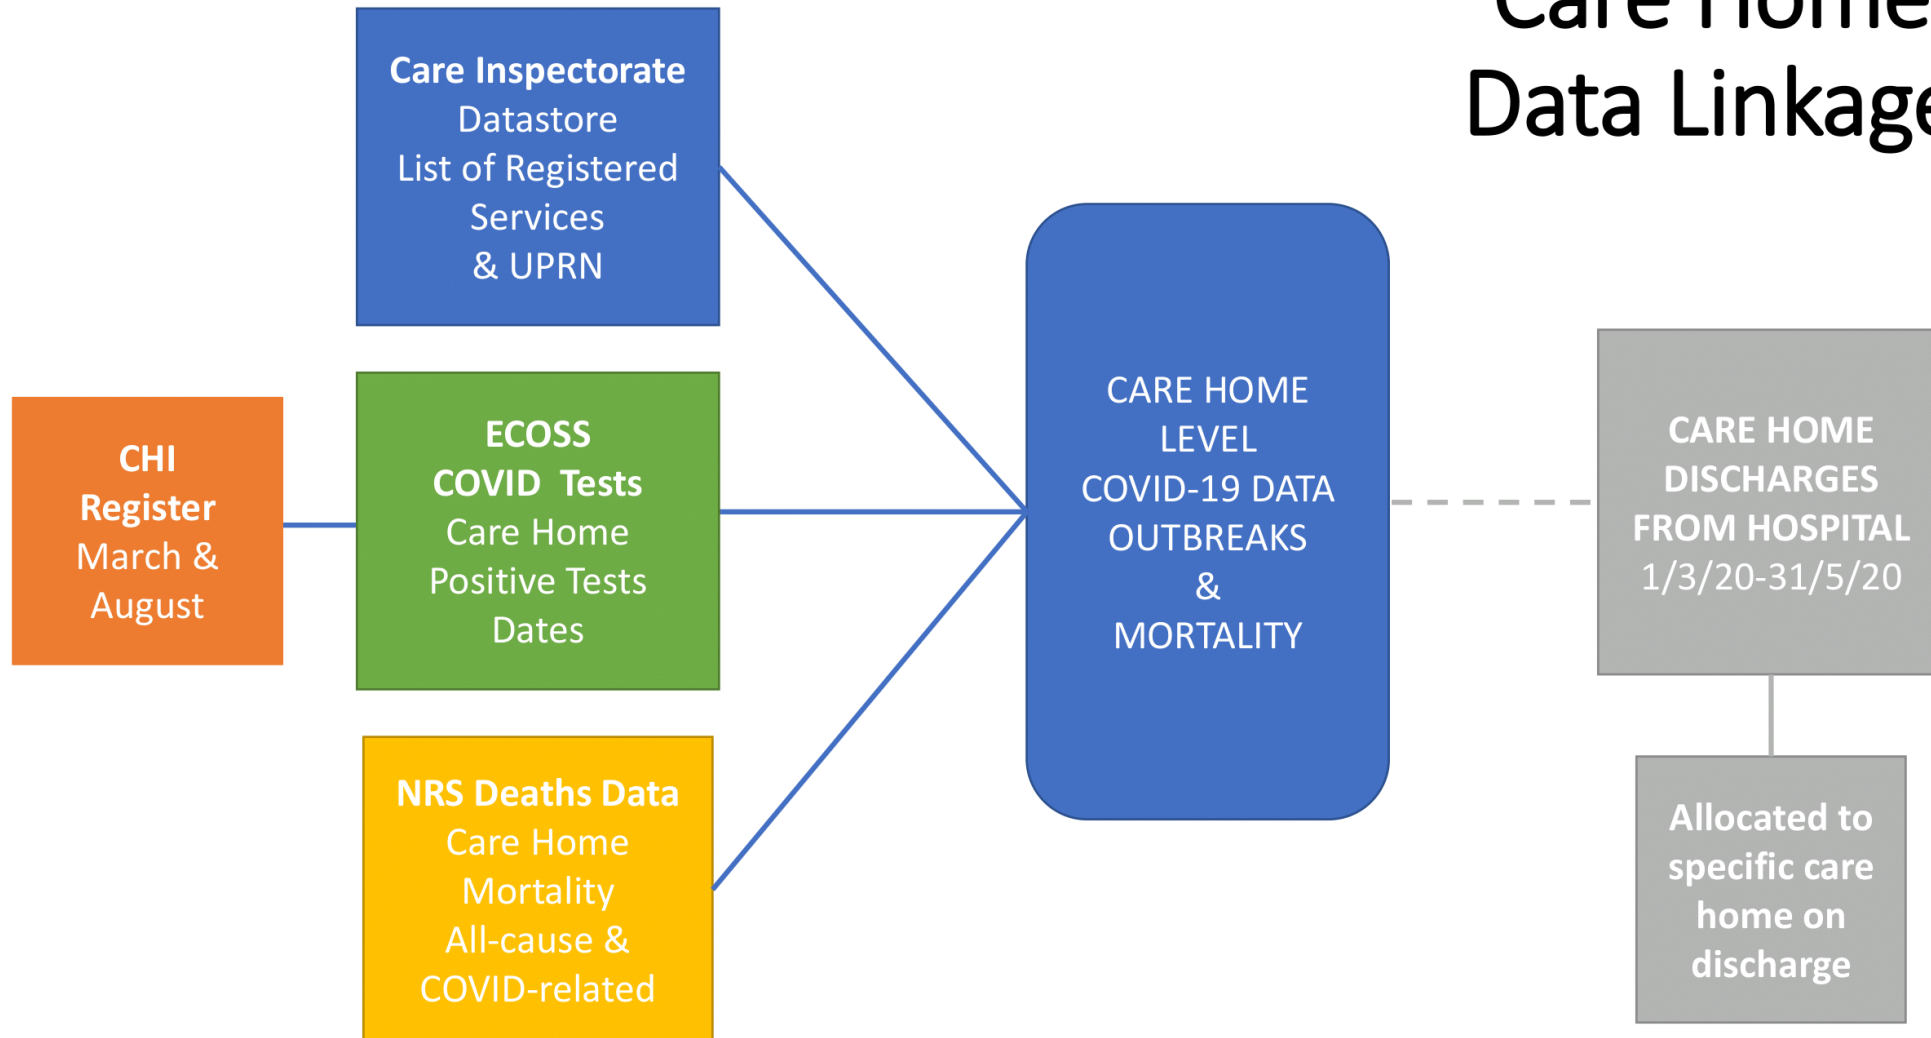 Care Home
Data Linkage
Care Inspectorate
Datastore
List of Registered
Services
& UPRN
CHI
Register
March &
August
ECOSS
COVID Tests
Care Home
Positive Tests
Dates
NRS Deaths Data
Care Home
Mortality
All-cause &
COVID-related
CARE HOME
LEVEL
COVID-19 DATA
OUTBREAKS
&
MORTALITY
CARE HOME
DISCHARGES
FROM HOSPITAL
1/3/20-31/5/20
Allocated to
specific care
home on
discharge